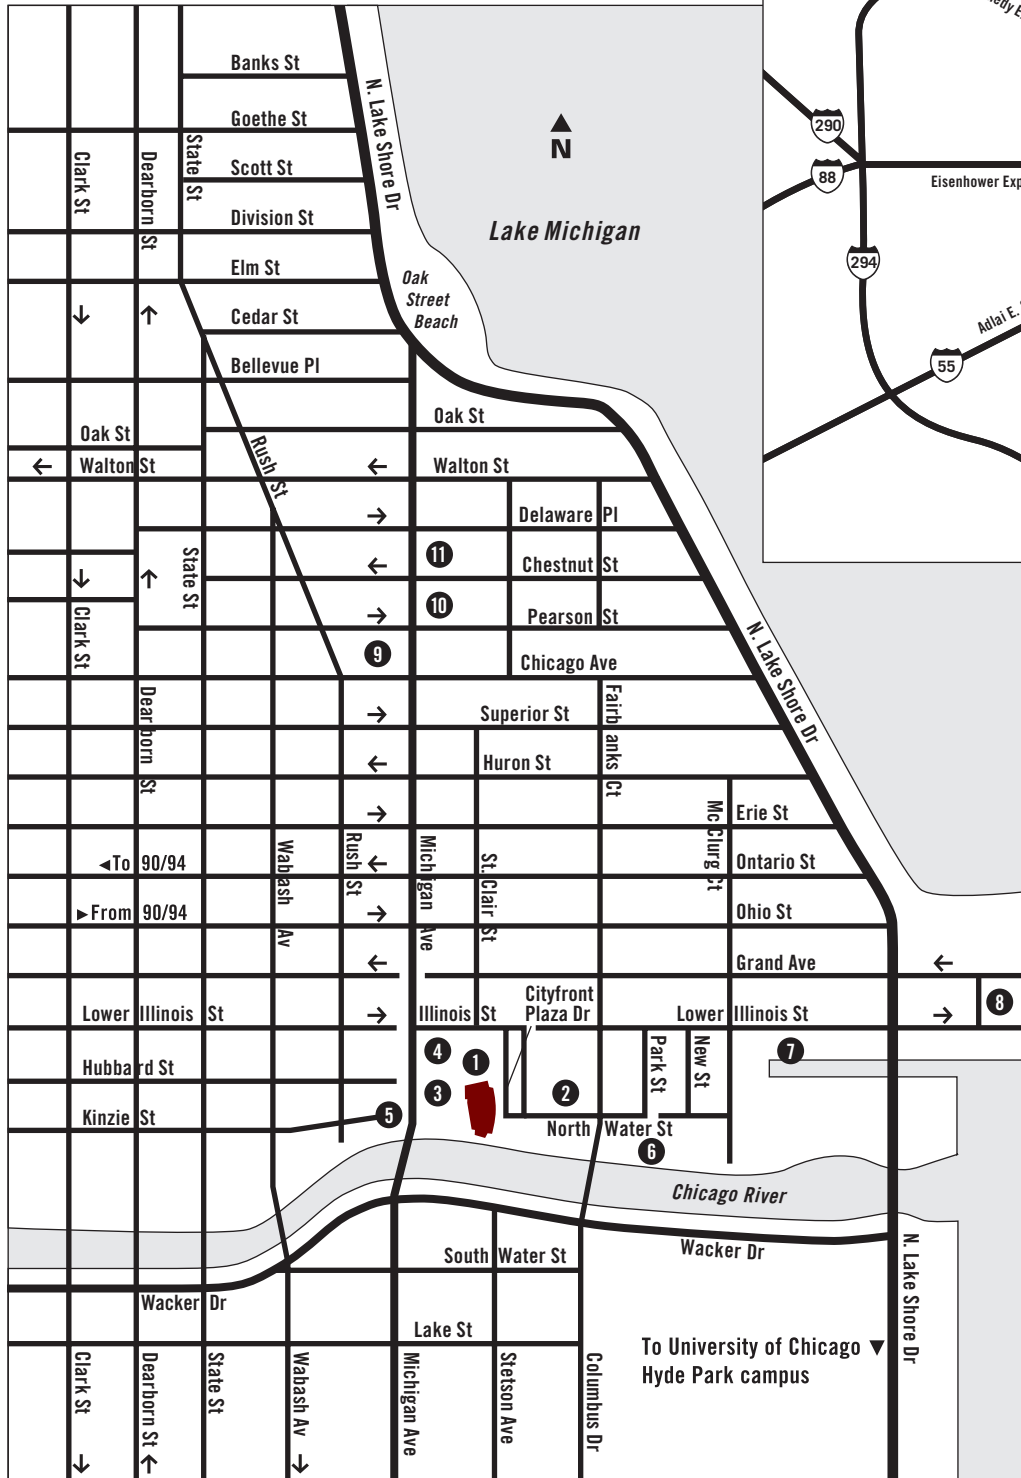 Banks St
Goethe St
Scott St
Division St
Elm St
Cedar St
Bellevue Pl
Clark St
Dearborn St
State St
N. Lake Shore Dr
N
Lake Michigan
Oak
Street
Beach
290
88
Eisenhower Exp
294
Adlai E.
55
Oak St
Oak St
Walton St
Walton St
Rush St
Delaware Pl
11
Chestnut St
State St
10
Pearson St
Clark St
9
Chicago Ave
N. Lake Shore Dr
Dearborn St
Superior St
Fairbanks Ct
Huron St
Mc Clurg Ct
Erie St
To 90/94
Wabash Av
Rush St
Michigan Ave
St. Clair St
Ontario St
From 90/94
Ohio St
Grand Ave
Cityfront
Plaza Dr
8
Lower Illinois St
Illinois St
Lower Illinois St
4
1
Park St
New St
7
Hubbard St
3
2
5
Kinzie St
North Water St
6
Chicago River
South Water St
Wacker Dr
N. Lake Shore Dr
Wacker Dr
Lake St
To University of Chicago
Hyde Park campus
Clark St
Dearborn St
State St
Wabash Av
Michigan Ave
Stetson Ave
Columbus Dr